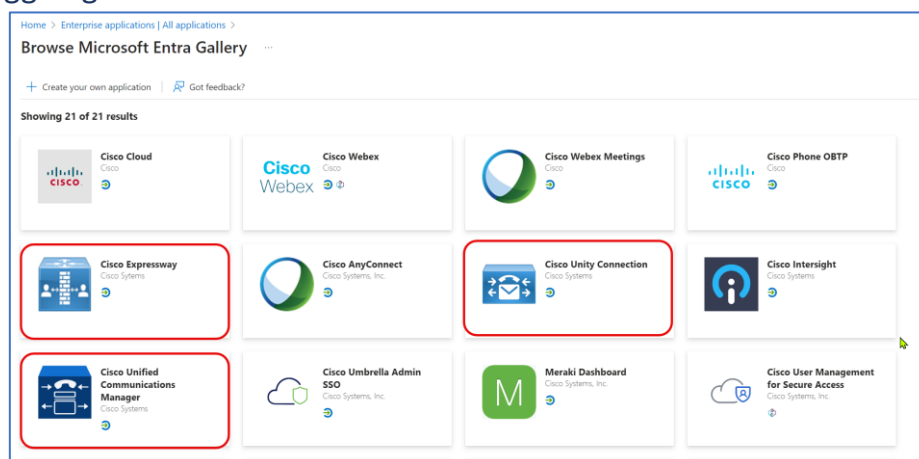 Home > Enterprise applications | All applications >
Browse Microsoft Entra Gallery ...
+ Create your own application | Got feedback?
Showing 21 of 21 results
CISCO
Cisco Cloud
Cisco
Cisco
Webex
Cisco Webex
Cisco
Cisco Webex Meetings
Cisco
CISCO
Cisco Phone OBTP
Cisco
Cisco Expressway
Cisco Sytems
Cisco AnyConnect
Cisco Systems, Inc.
Cisco Unity Connection
Cisco Systems
Cisco Intersight
Cisco Systems
Cisco Unified
Communications
Manager
Cisco Systems
Cisco Umbrella Admin
SSO
Cisco Systems, Inc.
M
Meraki Dashboard
Cisco Systems, Inc.
Cisco User Management
for Secure Access
Cisco Systems, Inc.